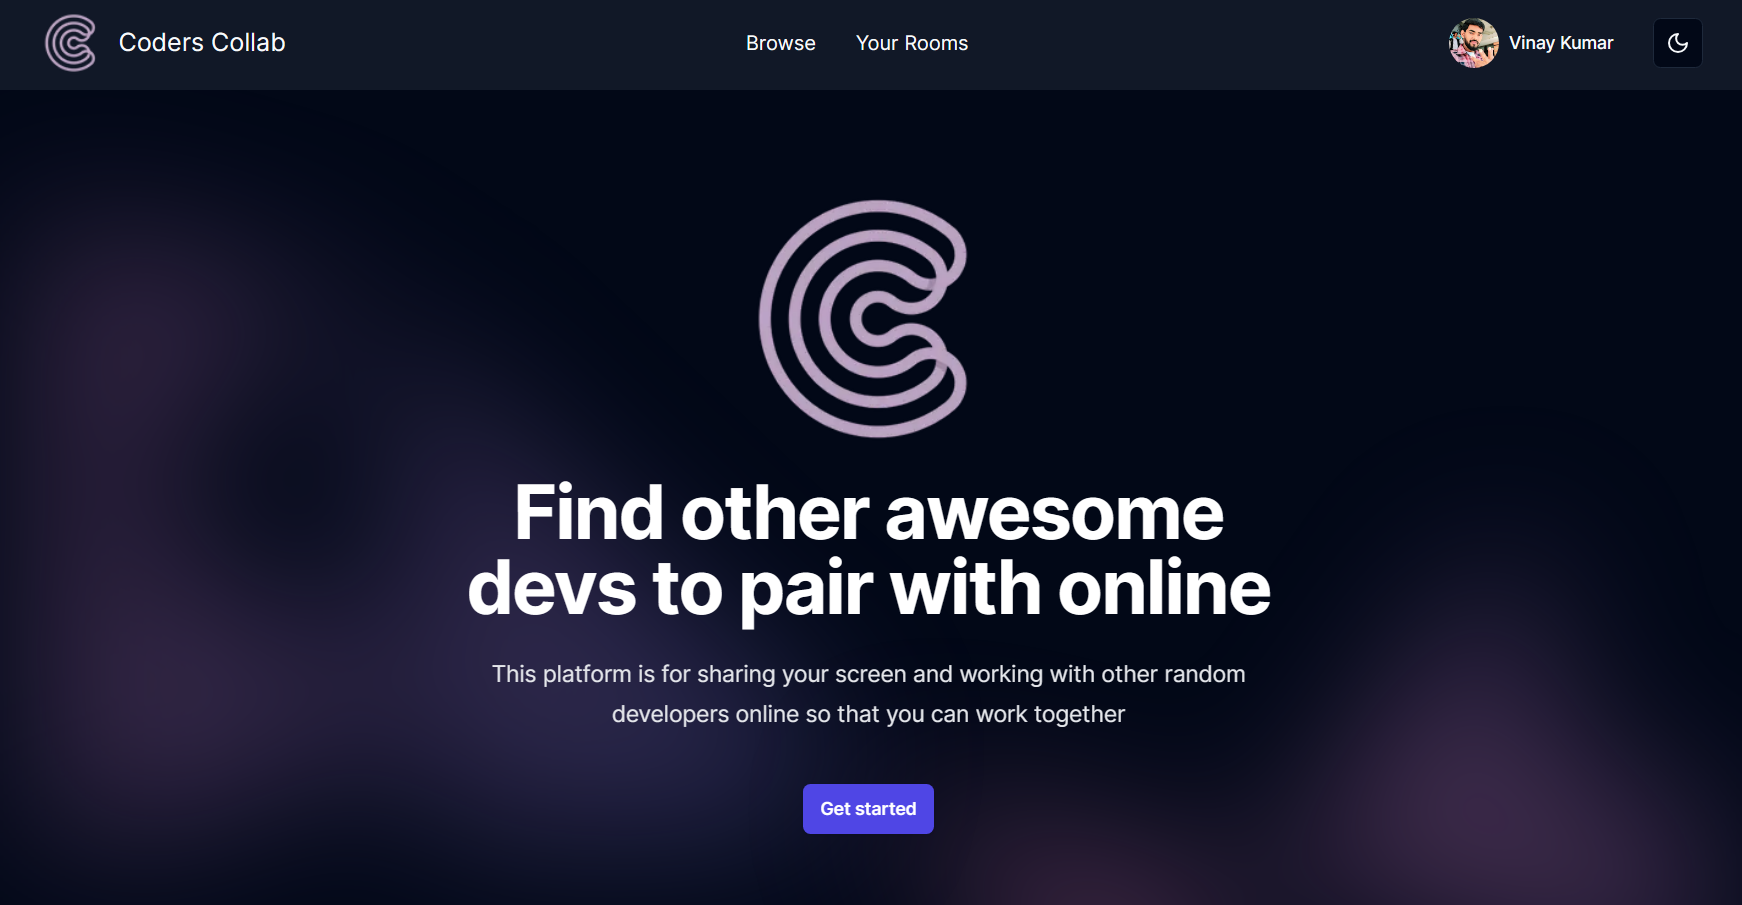 Coders Collab
Browse
Your Rooms
Vinay Kumar
Find other awesome
devs to pair with online
This platform is for sharing your screen and working with other random
developers online so that you can work together
Get started